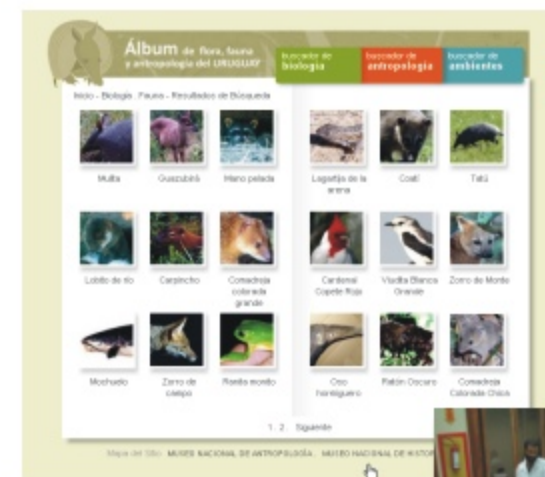 Álbum de flora, fauna
y antropología del URUGUAY
buscador de
biología
buscador de
antropología
buscador de
ambientes
Inicio - Biología . Fauna - Resultados de Búsqueda
Mulita
Guazubirá
Mano pelada
Lagartija de la
arena
Coatí
Tatú
Lobito de río
Carpincho
Comadreja
colorada
grande
Cardenal
Copete Rojo
Viudita Blanca
Grande
Zorro de Monte
Mochuelo
Zorro de
campo
Ranita monito
Oso
hormiguero
Ratón Oscuro
Comadreja
Colorada Chica
1. 2. Siguiente
Mapa del Sitio MUSEO NACIONAL DE ANTROPOLOGÍA . MUSEO NACIONAL DE HISTOR